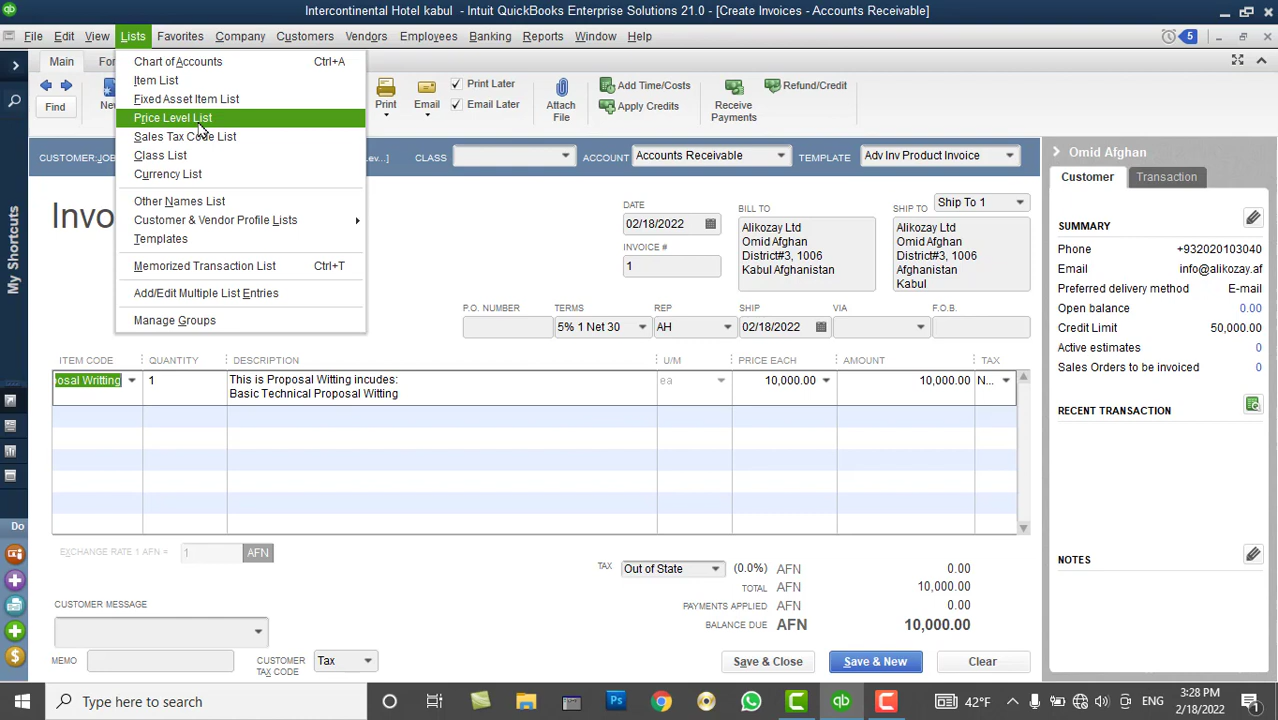 Intercontinental Hotel kabul - Intuit QuickBooks Enterprise Solutions 21.0 - [Create Invoices - Accounts Receivable]
File Edit View Lists Favorites Company Customers Vendors Employees Banking Reports Window Help
5
Main
Chart of Accounts Ctrl+A
Item List
Fixed Asset Item List
Price Level List
Sales Tax Code List
Class List
Currency List
Other Names List
Customer & Vendor Profile Lists
Templates
Memorized Transaction List Ctrl+T
Add/Edit Multiple List Entries
Manage Groups
Find
Print
Email
Print Later
Email Later
Attach File
Add Time/Costs
Apply Credits
Receive Payments
Refund/Credit
My Shortcuts
Do
CUSTOMER:JOB
ev...]
CLASS
ACCOUNT Accounts Receivable
TEMPLATE Adv Inv Product Invoice
DATE
02/18/2022
INVOICE #
1
BILL TO
Alikozay Ltd
Omid Afghan
District#3, 1006
Kabul Afghanistan
SHIP TO
Ship To 1
Alikozay Ltd
Omid Afghan
District#3, 1006
Afghanistan
Kabul
P.O. NUMBER TERMS REP SHIP VIA F.O.B.
5% 1 Net 30 AH 02/18/2022
ITEM CODE QUANTITY DESCRIPTION U/M PRICE EACH AMOUNT TAX
posal Writting 1 This is Proposal Witting incudes: ea 10,000.00 10,000.00 N...
Basic Technical Proposal Witting
EXCHANGE RATE 1 AFN = 1 AFN
TAX Out of State (0.0%) AFN 0.00
TOTAL AFN 10,000.00
PAYMENTS APPLIED AFN 0.00
BALANCE DUE AFN 10,000.00
CUSTOMER MESSAGE
MEMO
CUSTOMER TAX CODE Tax
Save & Close
Save & New
Clear
Omid Afghan
Customer Transaction
SUMMARY
Phone +932020103040
Email info@alikozay.af
Preferred delivery method E-mail
Open balance 0.00
Credit Limit 50,000.00
Active estimates 0
Sales Orders to be invoiced 0
RECENT TRANSACTION
NOTES
Type here to search
42°F
ENG
3:28 PM
2/18/2022
1